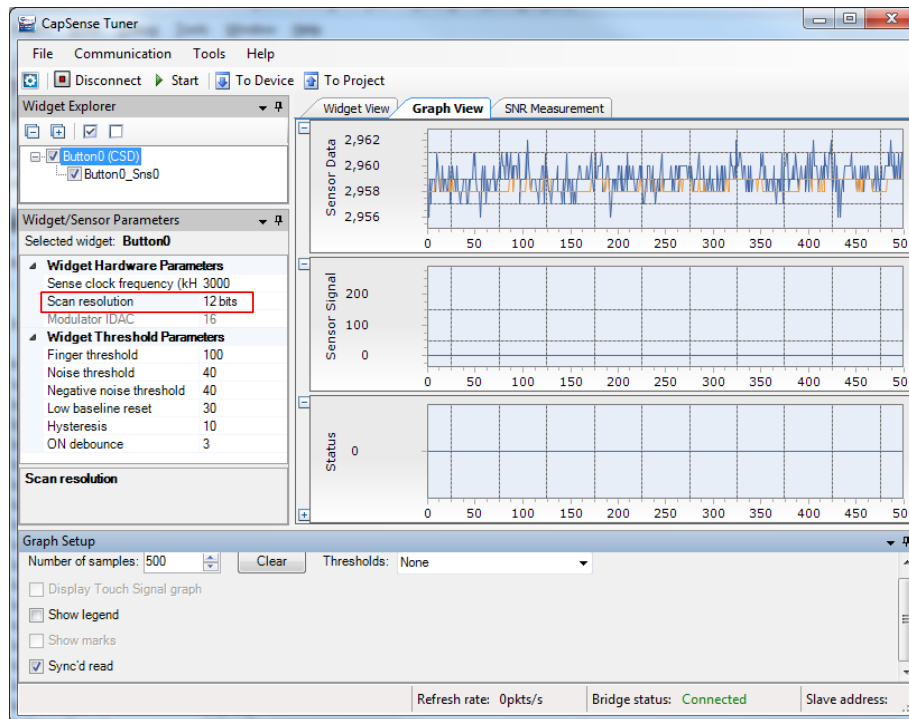 CapSense Tuner
File Communication Tools Help
Disconnect Start To Device To Project
Widget Explorer
Button0 (CSD)
Button0_Sns0
Widget/Sensor Parameters
Selected widget: Button0
Widget Hardware Parameters
Sense clock frequency (kH 3000
Scan resolution 12 bits
Modulator IDAC 16
Widget Threshold Parameters
Finger threshold 100
Noise threshold 40
Negative noise threshold 40
Low baseline reset 30
Hysteresis 10
ON debounce 3
Scan resolution
Widget View Graph View SNR Measurement
Sensor Data
2,962
2,960
2,958
2,956
0 50 100 150 200 250 300 350 400 450 50
Sensor Signal
200
100
0
0 50 100 150 200 250 300 350 400 450 50
Status
0
0 50 100 150 200 250 300 350 400 450 50
Graph Setup
Number of samples: 500 Clear Thresholds: None
Display Touch Signal graph
Show legend
Show marks
Sync'd read
Refresh rate: 0pkts/s Bridge status: Connected Slave address: